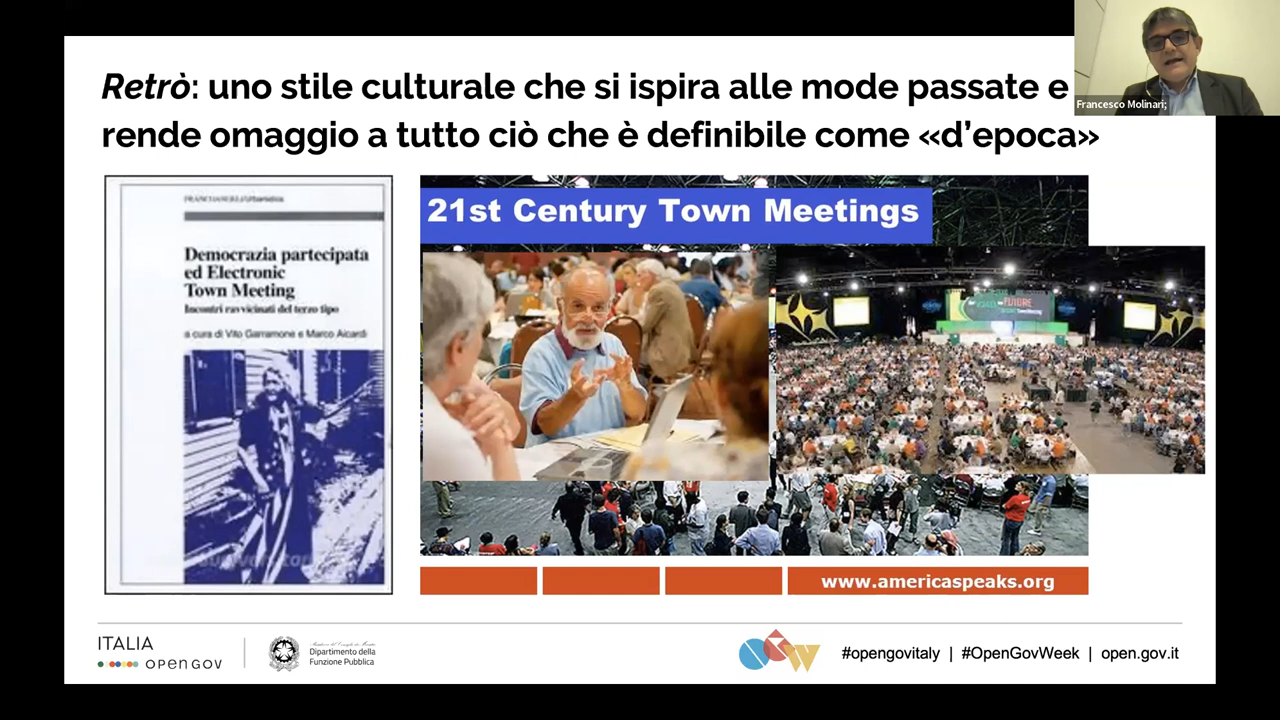 Retrò: uno stile culturale che si ispira alle mode passate e
rende omaggio a tutto ciò che è definibile come «d'epoca»
Francesco Molinari;
Democrazia partecipata
ed Electronic
Town Meeting
Incontri ravvicinati del terzo tipo
a cura di Vito Garramone e Marco Aicardi
21st Century Town Meetings
FUTURE
www.americaspeaks.org
ITALIA
OPEN GOV
Dipartimento della
Funzione Pubblica
OGW
#opengovitaly | #OpenGovWeek | open.gov.it